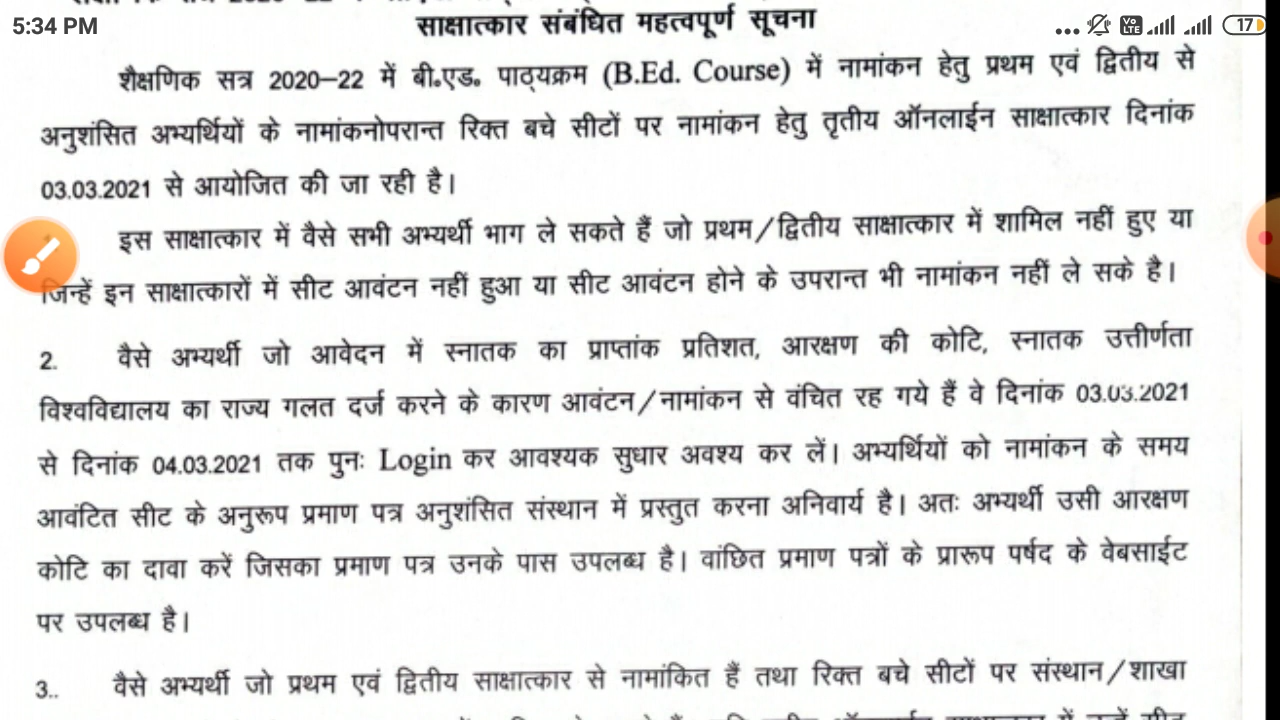 5:34 PM
17
साक्षात्कार संबंधित महत्वपूर्ण सूचना
शैक्षणिक सत्र 2020–22 में बी॰एड॰ पाठ्यक्रम (B.Ed. Course) में नामांकन हेतु प्रथम एवं द्वितीय से
अनुशंसित अभ्यर्थियों के नामांकनोपरान्त रिक्त बचे सीटों पर नामांकन हेतु तृतीय ऑनलाईन साक्षात्कार दिनांक
03.03.2021 से आयोजित की जा रही है।
इस साक्षात्कार में वैसे सभी अभ्यर्थी भाग ले सकते हैं जो प्रथम/द्वितीय साक्षात्कार में शामिल नहीं हुए या
जिन्हें इन साक्षात्कारों में सीट आवंटन नहीं हुआ या सीट आवंटन होने के उपरान्त भी नामांकन नहीं ले सके है।
2. वैसे अभ्यर्थी जो आवेदन में स्नातक का प्राप्तांक प्रतिशत, आरक्षण की कोटि, स्नातक उत्तीर्णता
विश्वविद्यालय का राज्य गलत दर्ज करने के कारण आवंटन/नामांकन से वंचित रह गये हैं वे दिनांक 03.03.2021
से दिनांक 04.03.2021 तक पुनः Login कर आवश्यक सुधार अवश्य कर लें। अभ्यर्थियों को नामांकन के समय
आवंटित सीट के अनुरूप प्रमाण पत्र अनुशंसित संस्थान में प्रस्तुत करना अनिवार्य है। अतः अभ्यर्थी उसी आरक्षण
कोटि का दावा करें जिसका प्रमाण पत्र उनके पास उपलब्ध है। वांछित प्रमाण पत्रों के प्रारूप पर्षद के वेबसाईट
पर उपलब्ध है।
3.. वैसे अभ्यर्थी जो प्रथम एवं द्वितीय साक्षात्कार से नामांकित हैं तथा रिक्त बचे सीटों पर संस्थान/शाखा